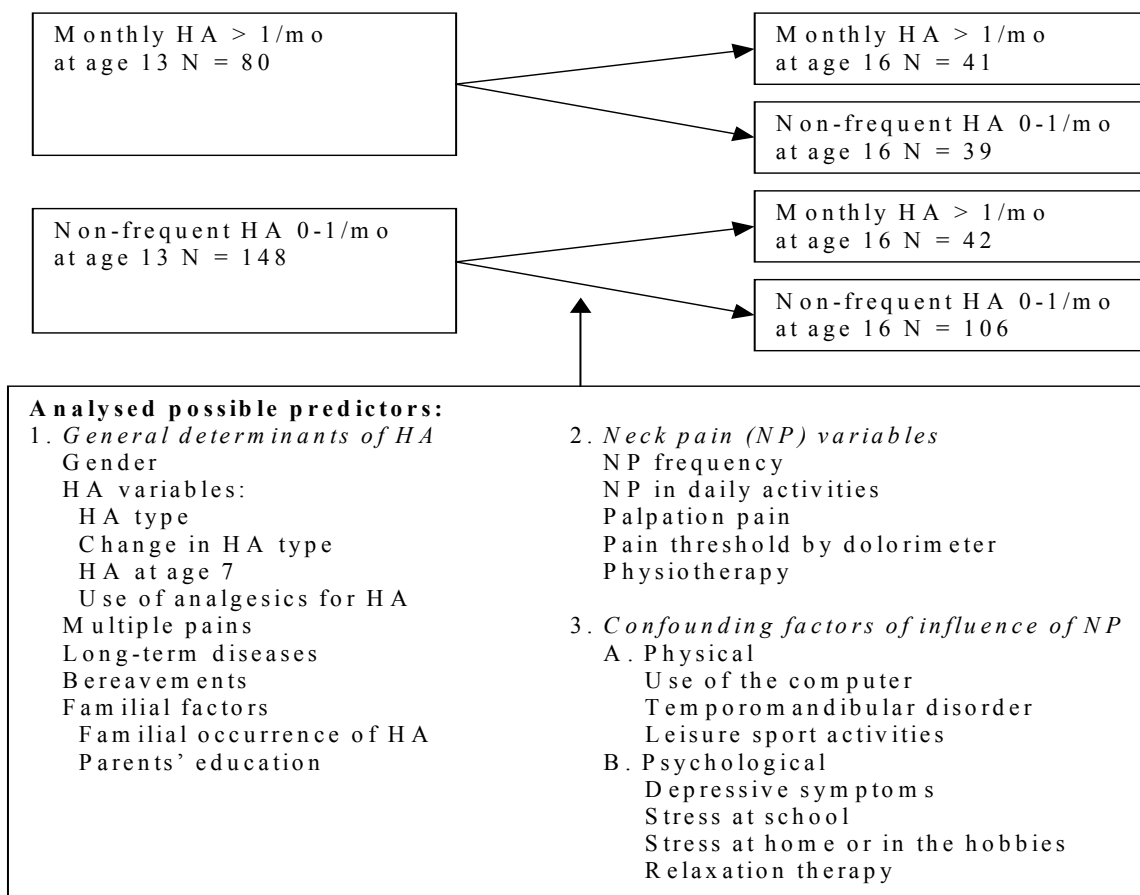 Monthly HA > 1/mo
at age 13 N = 80
Monthly HA > 1/mo
at age 16 N = 41
Non-frequent HA 0-1/mo
at age 16 N = 39
Non-frequent HA 0-1/mo
at age 13 N = 148
Monthly HA > 1/mo
at age 16 N = 42
Non-frequent HA 0-1/mo
at age 16 N = 106
Analysed possible predictors:
1. General determinants of HA
Gender
HA variables:
HA type
Change in HA type
HA at age 7
Use of analgesics for HA
Multiple pains
Long-term diseases
Bereavements
Familial factors
Familial occurrence of HA
Parents' education
2. Neck pain (NP) variables
NP frequency
NP in daily activities
Palpation pain
Pain threshold by dolorimeter
Physiotherapy
3. Confounding factors of influence of NP
A. Physical
Use of the computer
Temporomandibular disorder
Leisure sport activities
B. Psychological
Depressive symptoms
Stress at school
Stress at home or in the hobbies
Relaxation therapy